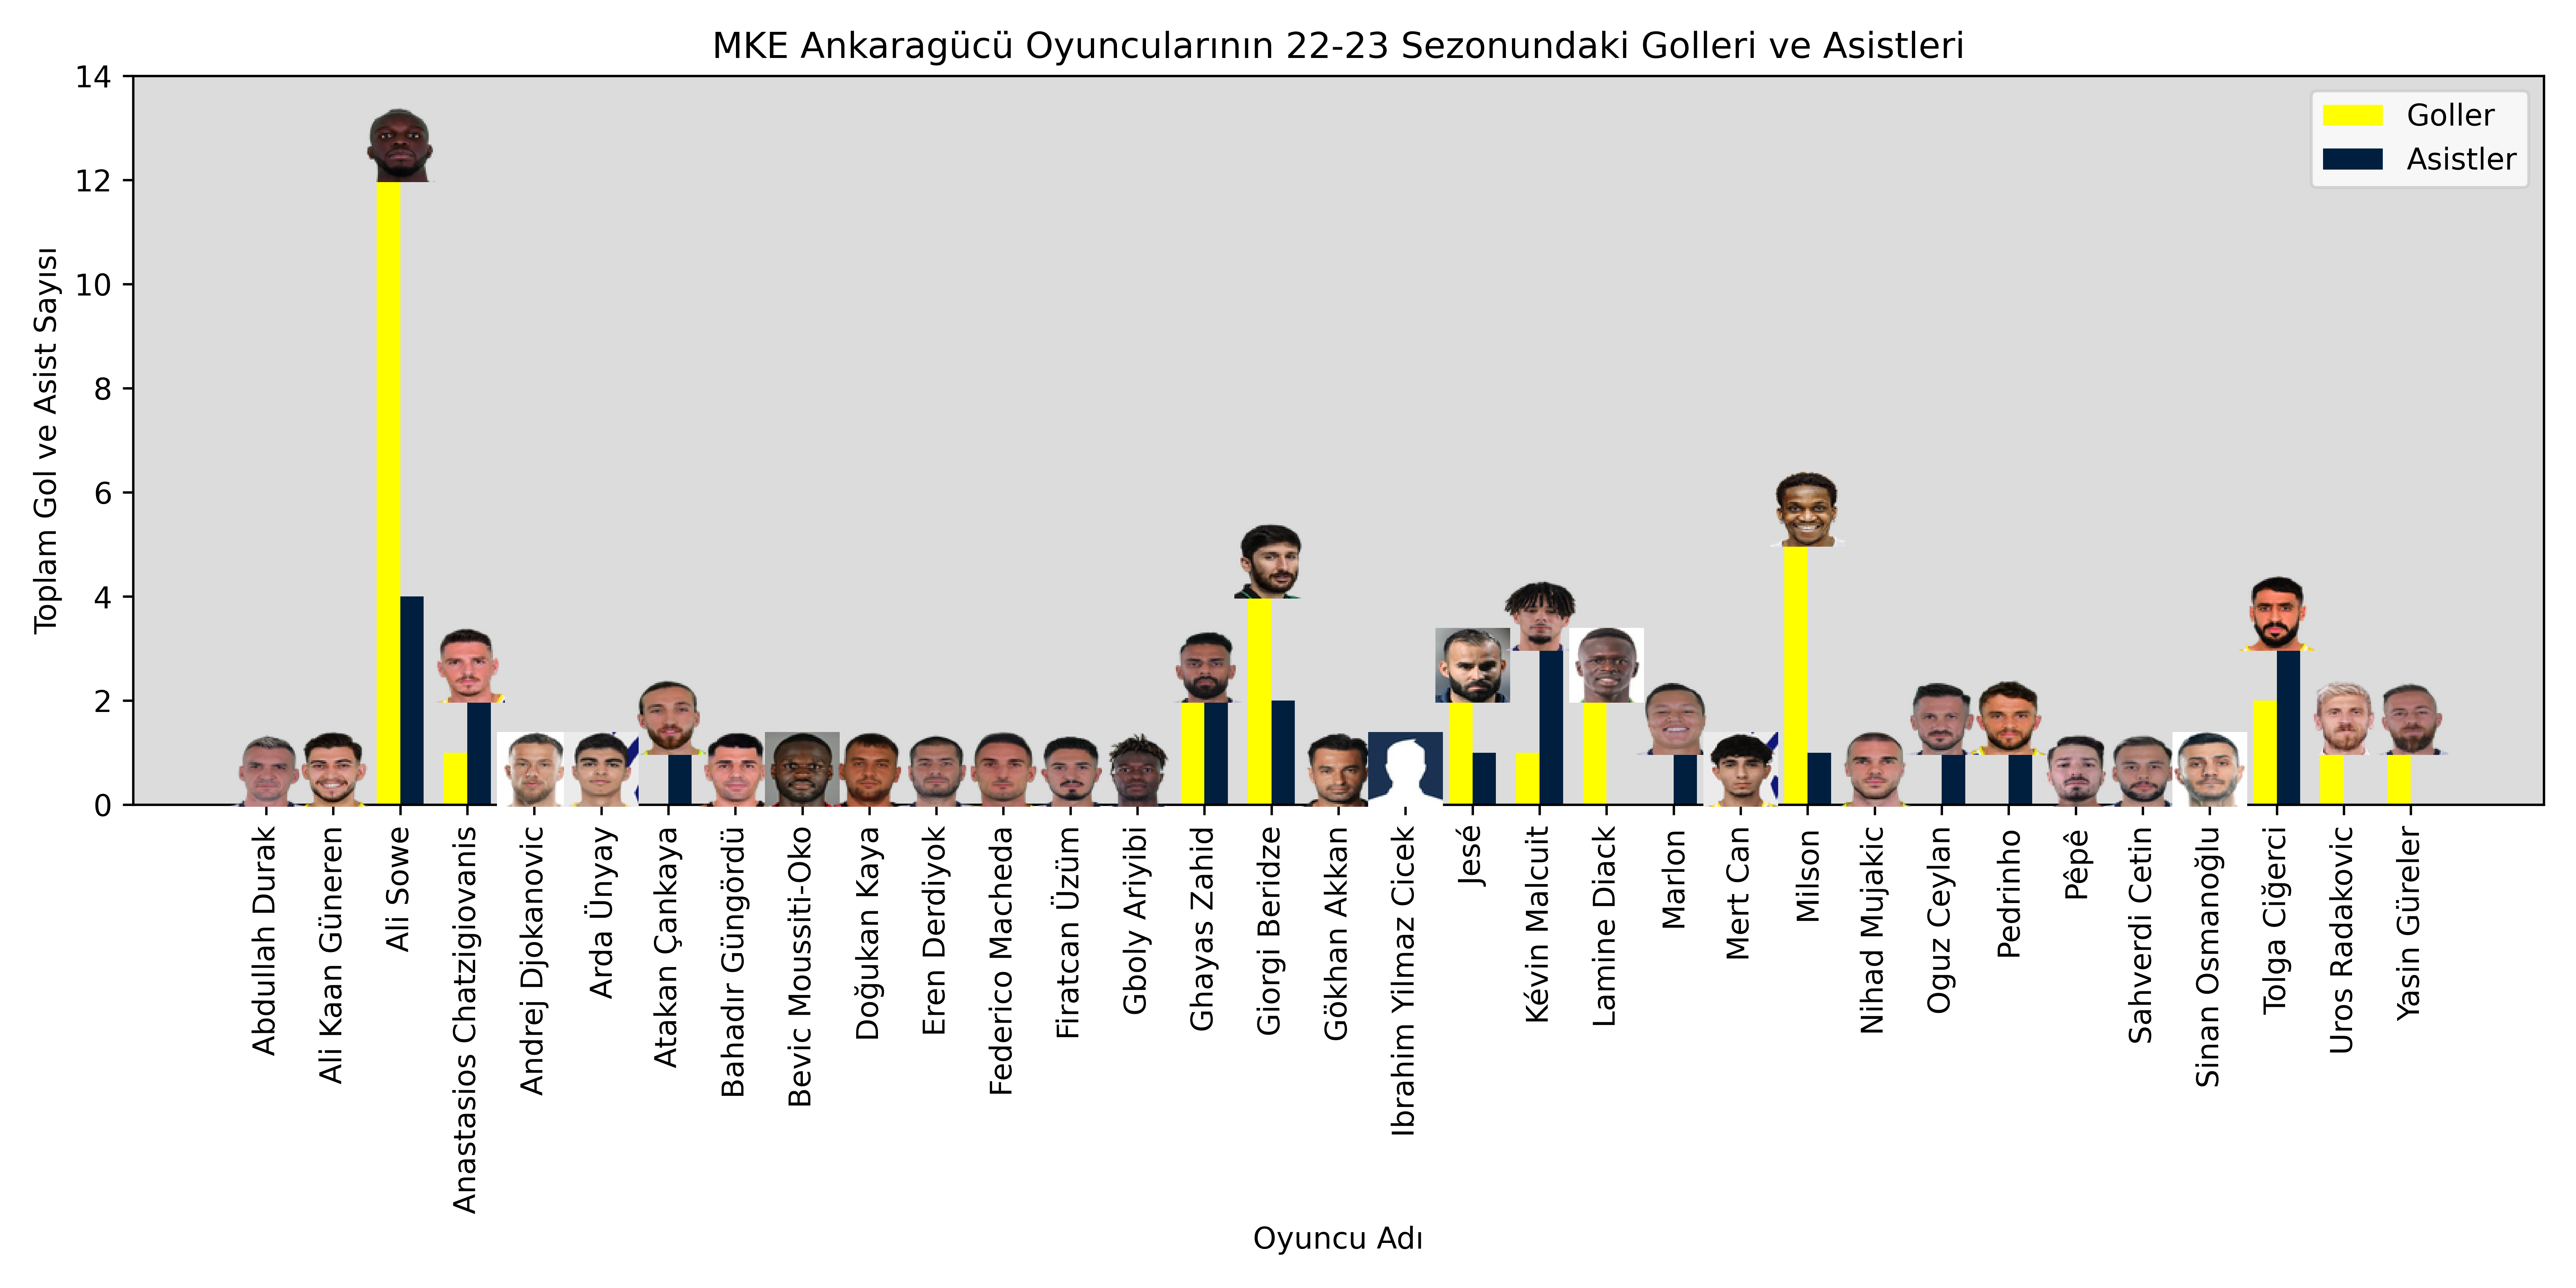 MKE Ankaragücü Oyuncularının 22-23 Sezonundaki Golleri ve Asistleri
Toplam Gol ve Asist Sayısı
14
12
10
8
6
4
2
0
Goller
Asistler
Abdullah Durak
Ali Kaan Güneren
Ali Sowe
Anastasios Chatzigiovanis
Andrej Djokanovic
Arda Ünyay
Atakan Çankaya
Bahadır Güngördü
Bevic Moussiti-Oko
Doğukan Kaya
Eren Derdiyok
Federico Macheda
Firatcan Üzüm
Gboly Ariyibi
Ghayas Zahid
Giorgi Beridze
Gökhan Akkan
Ibrahim Yilmaz Cicek
Jesé
Kévin Malcuit
Lamine Diack
Marlon
Mert Can
Milson
Nihad Mujakic
Oguz Ceylan
Pedrinho
Pêpê
Sahverdi Cetin
Sinan Osmanoğlu
Tolga Ciğerci
Uros Radakovic
Yasin Güreler
Oyuncu Adı